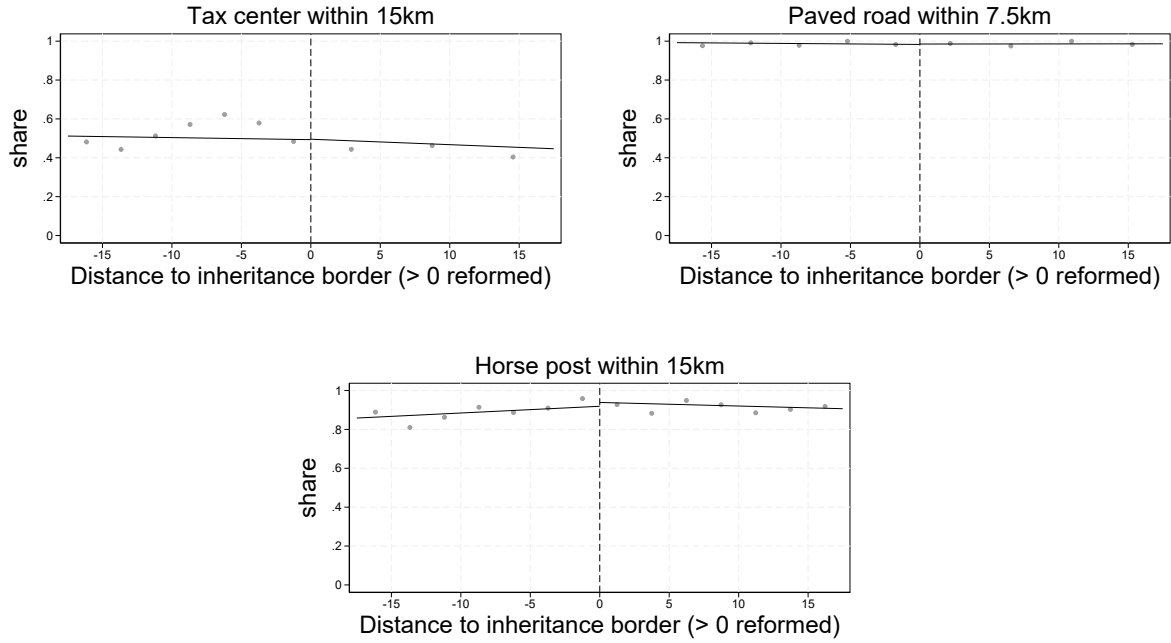 Tax center within 15km
1
.8
.6
.4
.2
0
share
-15 -10 -5 0 5 10 15
Distance to inheritance border (> 0 reformed)
Paved road within 7.5km
1
.8
.6
.4
.2
0
share
-15 -10 -5 0 5 10 15
Distance to inheritance border (> 0 reformed)
Horse post within 15km
1
.8
.6
.4
.2
0
share
-15 -10 -5 0 5 10 15
Distance to inheritance border (> 0 reformed)